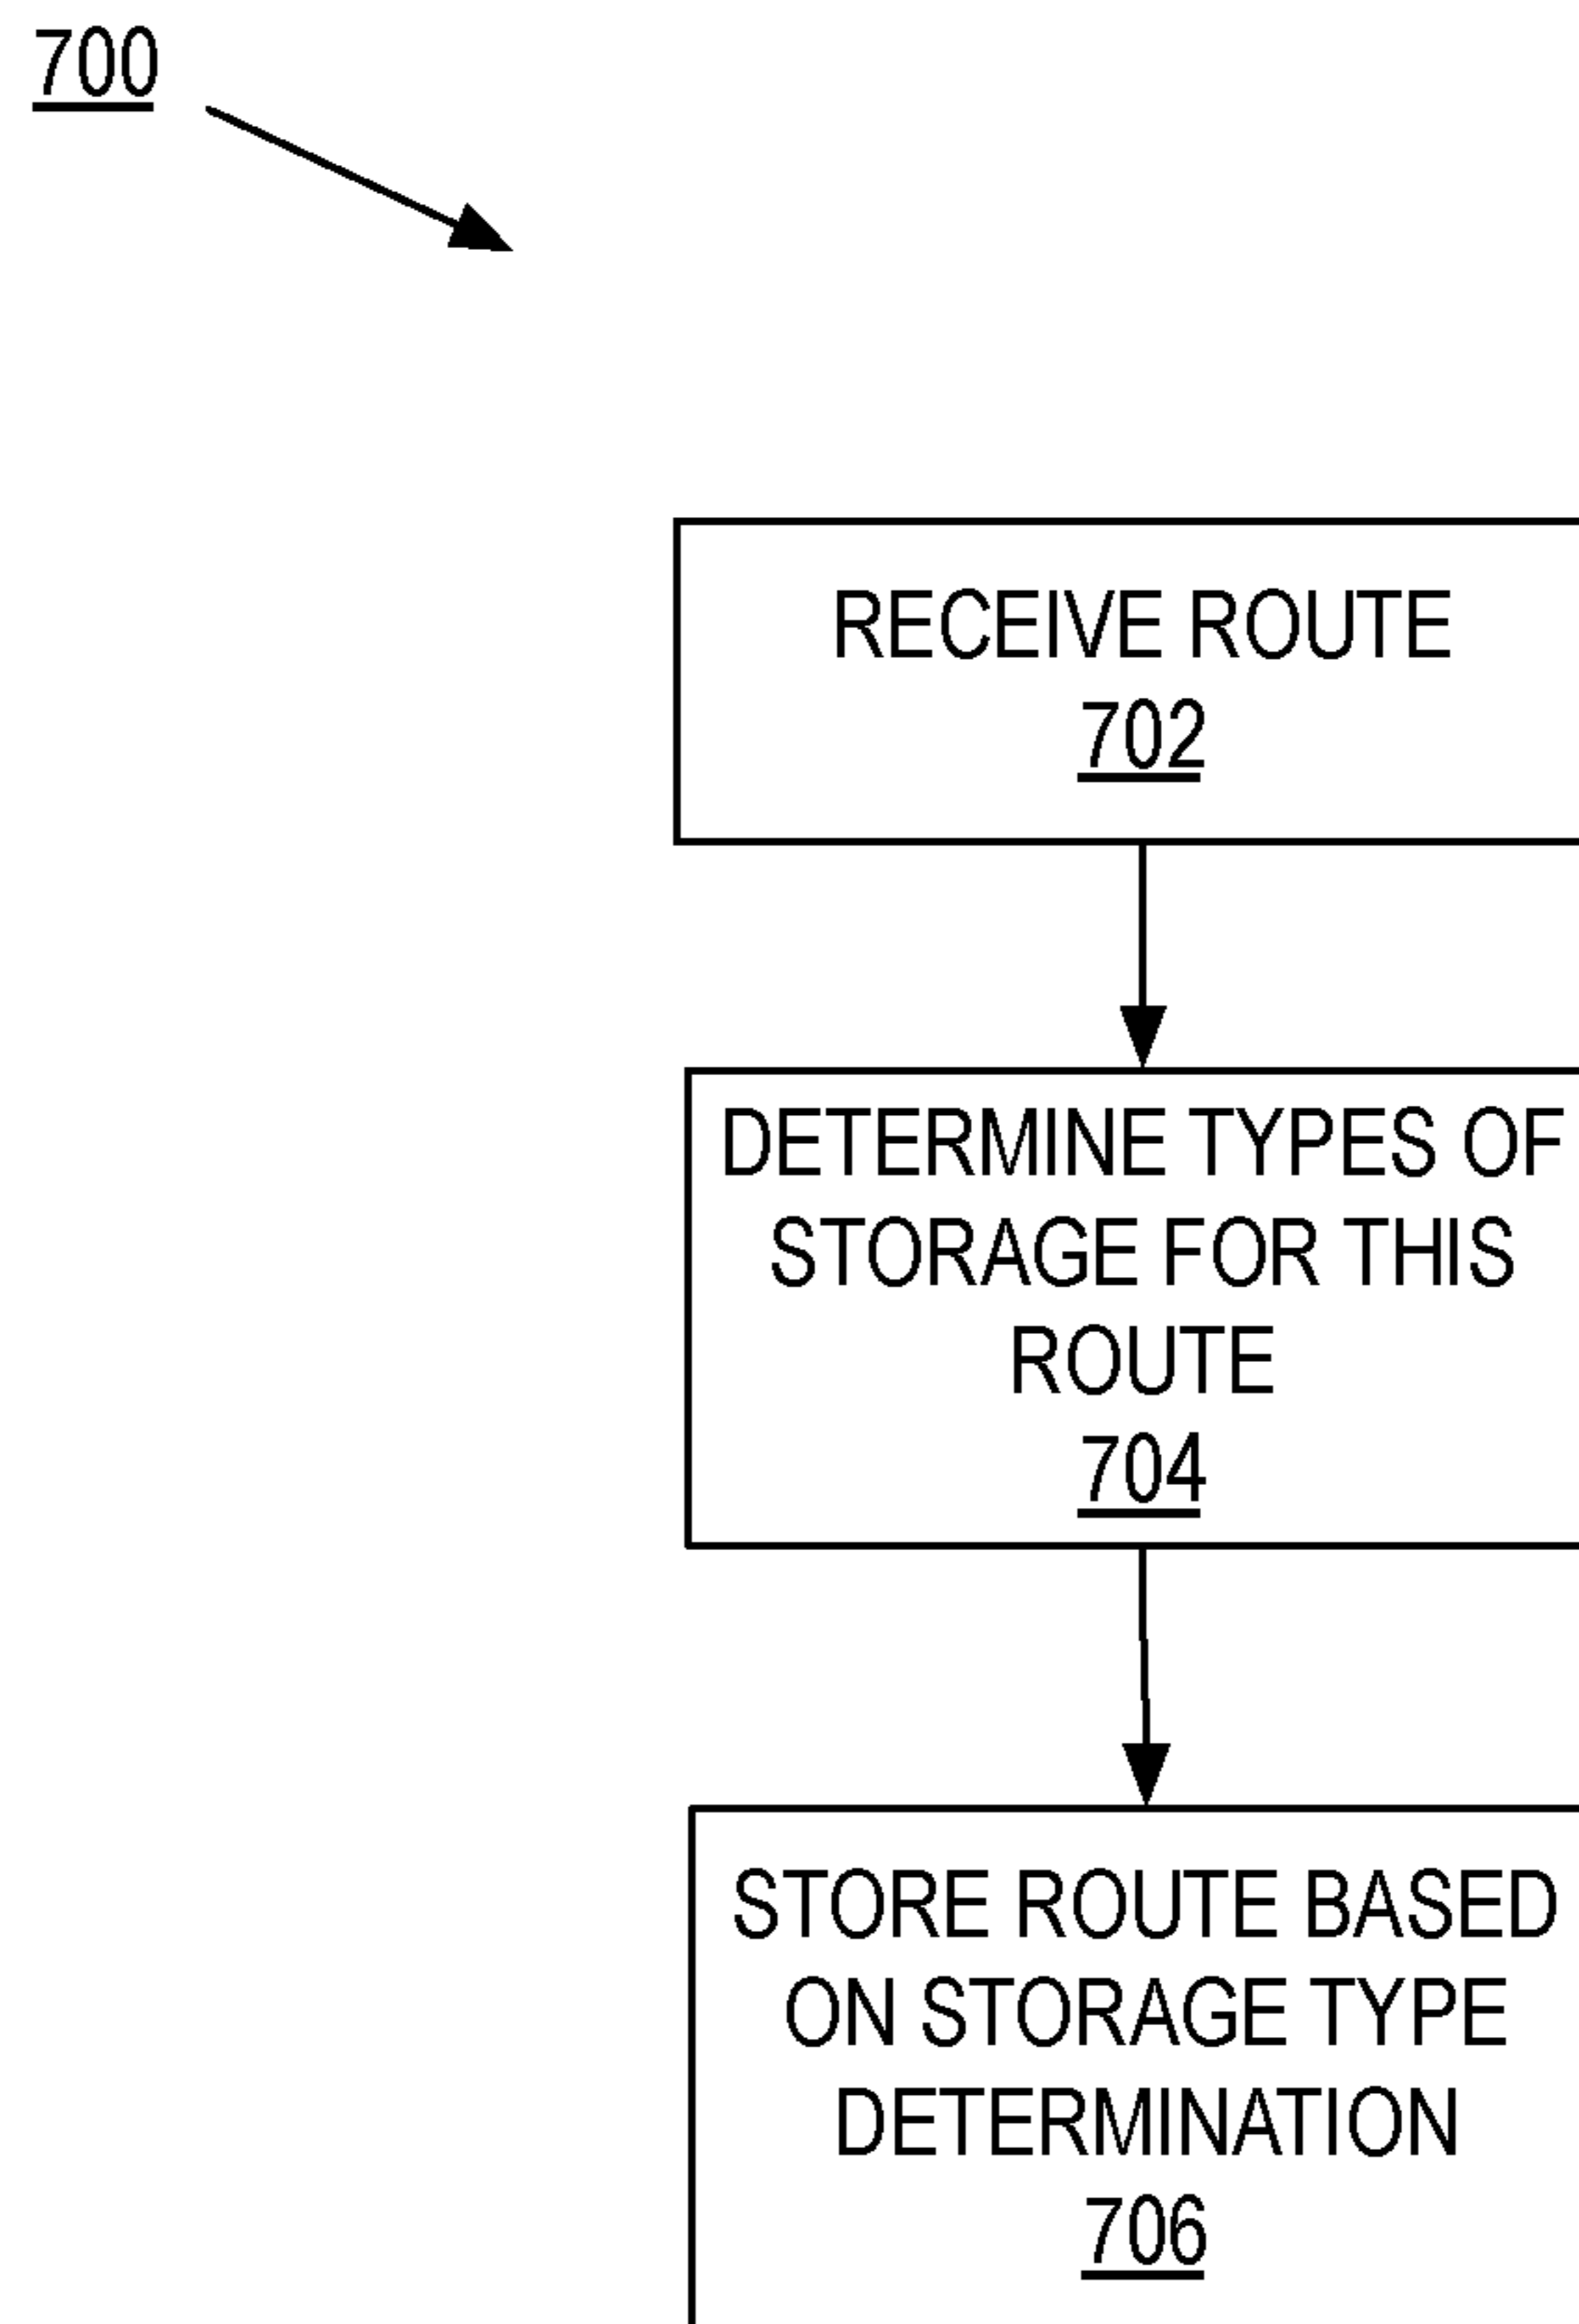 700
RECEIVE ROUTE
702
DETERMINE TYPES OF
STORAGE FOR THIS
ROUTE
704
STORE ROUTE BASED
ON STORAGE TYPE
DETERMINATION
706